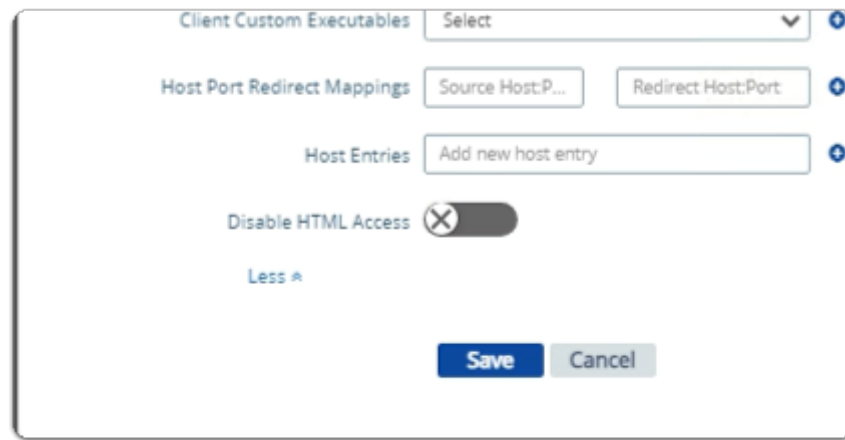 Client Custom Executables Select
Host Port Redirect Mappings Source Host:P... Redirect Host:Port
Host Entries Add new host entry
Disable HTML Access
Less
Save Cancel